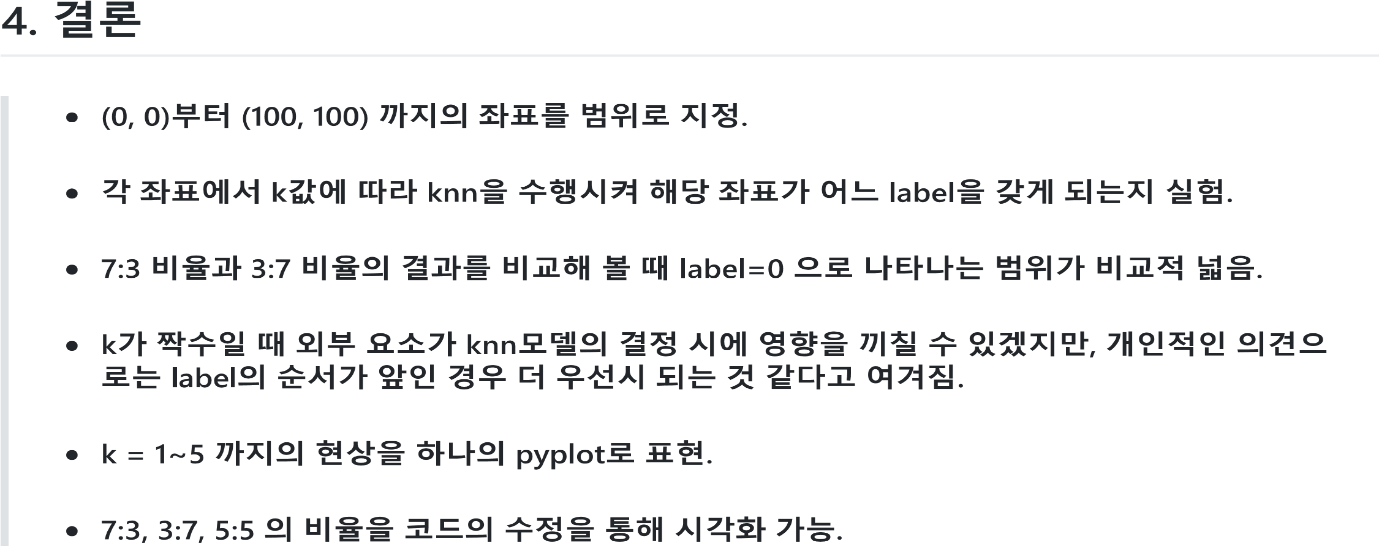 4. 결론
• (0, 0)부터 (100, 100) 까지의 좌표를 범위로 지정.
• 각 좌표에서 k값에 따라 knn을 수행시켜 해당 좌표가 어느 label을 갖게 되는지 실험.
• 7:3 비율과 3:7 비율의 결과를 비교해 볼 때 label=0 으로 나타나는 범위가 비교적 넓음.
• k가 짝수일 때 외부 요소가 knn모델의 결정 시에 영향을 끼칠 수 있겠지만, 개인적인 의견으
로는 label의 순서가 앞인 경우 더 우선시 되는 것 같다고 여겨짐.
• k = 1~5 까지의 현상을 하나의 pyplot로 표현.
• 7:3, 3:7, 5:5 의 비율을 코드의 수정을 통해 시각화 가능.